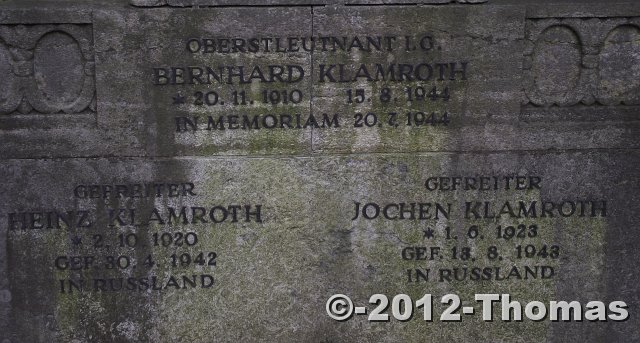 OBERSTLEUTNANT I.G.
BERNHARD KLAMROTH
* 20. 11. 1910 15. 8. 1944
IN MEMORIAM 20. 7. 1944
GEFREITER
HEINZ KLAMROTH
* 2. 10. 1920
GEF. 30. 4. 1942
IN RUSSLAND
GEFREITER
JOCHEN KLAMROTH
* 1. 6. 1923
GEF. 13. 8. 1943
IN RUSSLAND
©-2012-Thomas